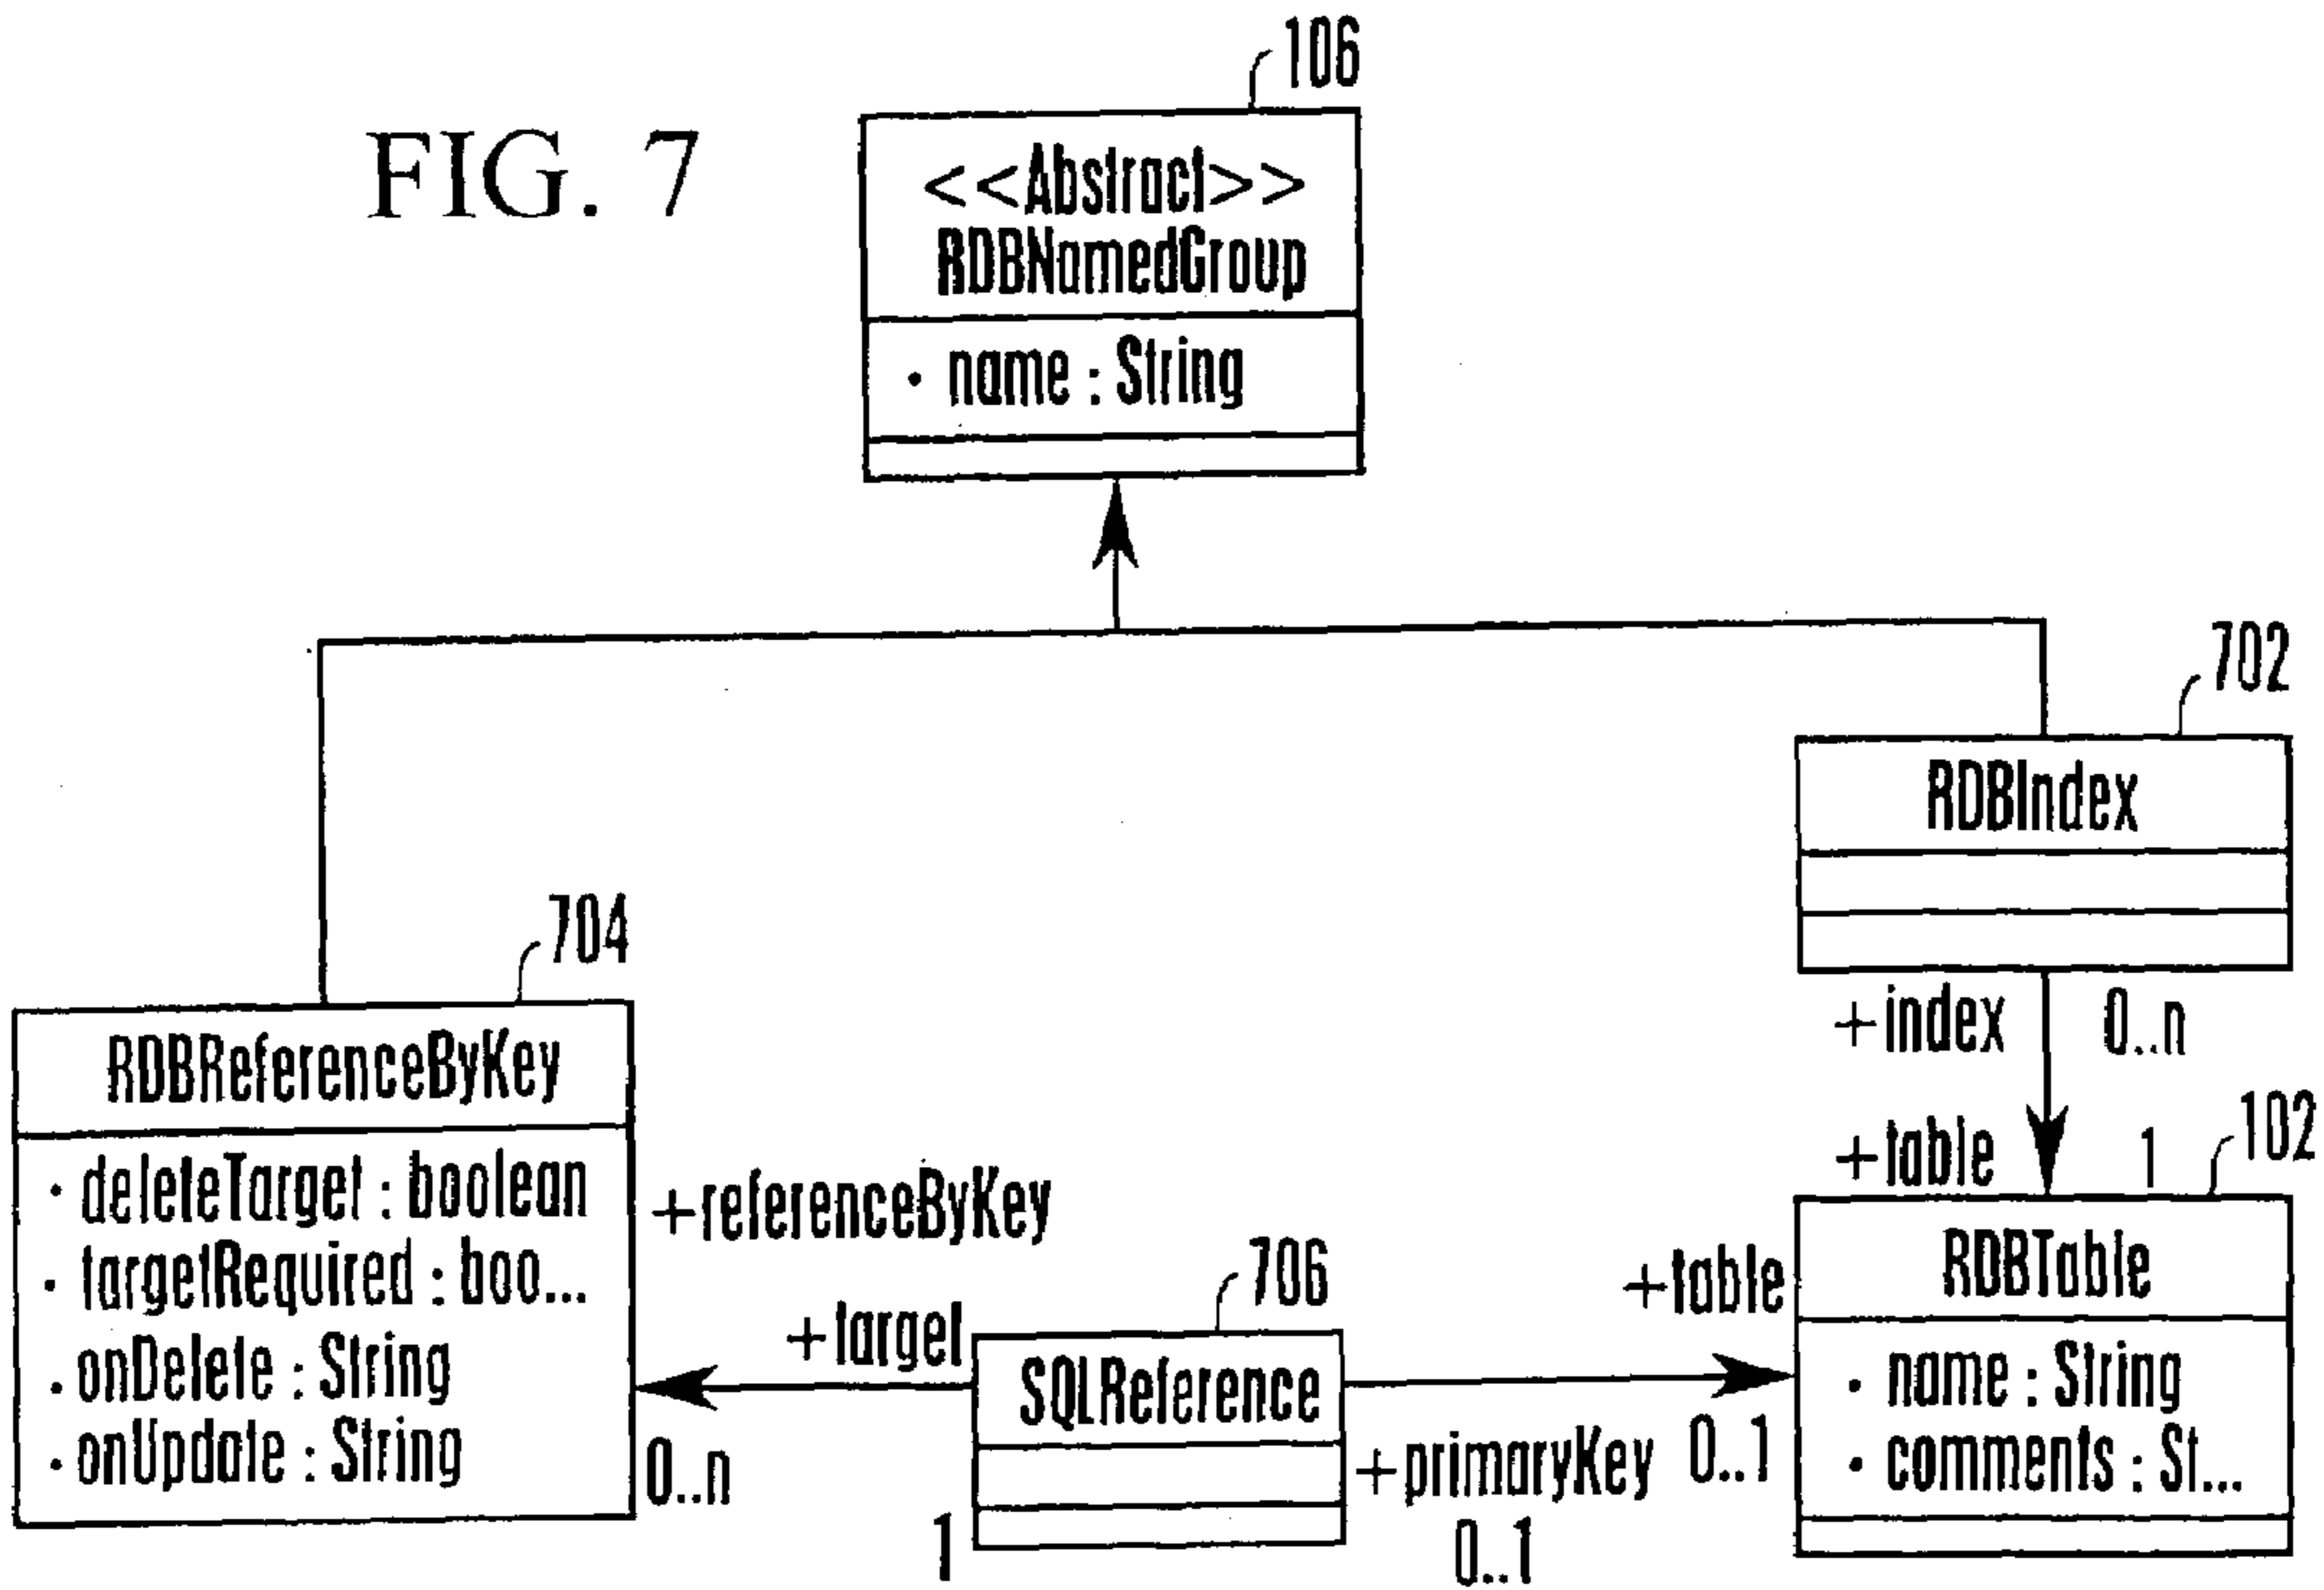 FIG. 7
106
<<Abstract>>
RDBNamedGroup
• name : String
702
RDBIndex
+index 0..n
+table 1
102
RDBTable
• name : String
• comments : St...
704
RDBReferenceByKey
• deleteTarget : boolean
• targetRequired : boo...
• onDelete : String
• onUpdate : String
+referenceByKey
0..n
706
+target
SQLReference
1
+table
0..1
+primaryKey
0..1